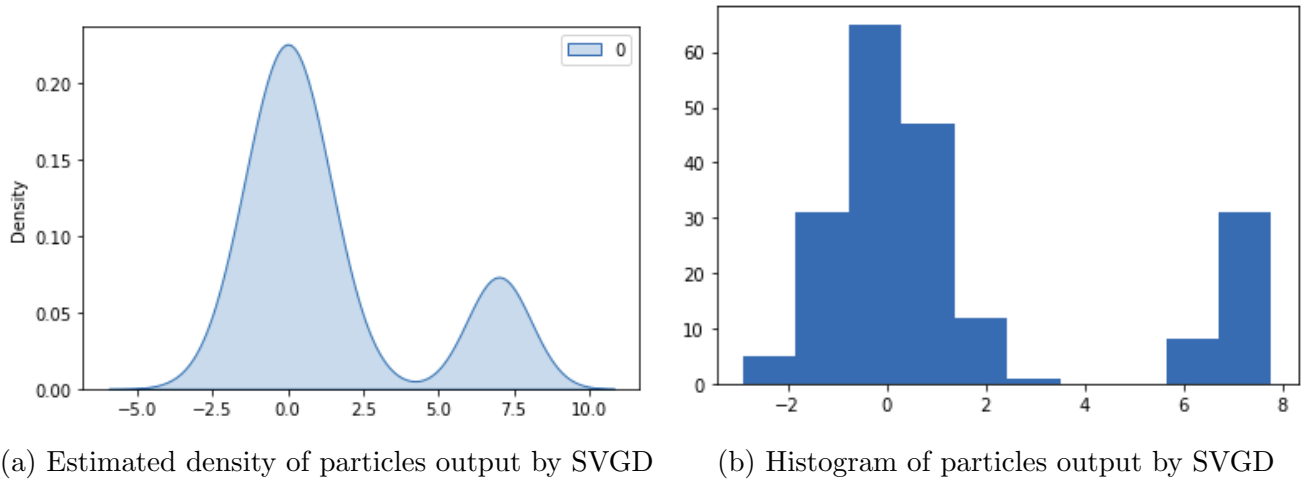 0
Density
0.20
0.15
0.10
0.05
0.00
−5.0 −2.5 0.0 2.5 5.0 7.5 10.0
(a) Estimated density of particles output by SVGD
60
50
40
30
20
10
0
−2 0 2 4 6 8
(b) Histogram of particles output by SVGD